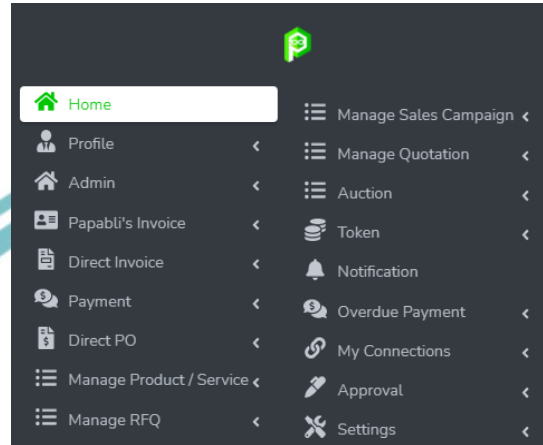 Home
Profile
Admin
Papabli's Invoice
Direct Invoice
Payment
Direct PO
Manage Product / Service
Manage RFQ
Manage Sales Campaign
Manage Quotation
Auction
Token
Notification
Overdue Payment
My Connections
Approval
Settings